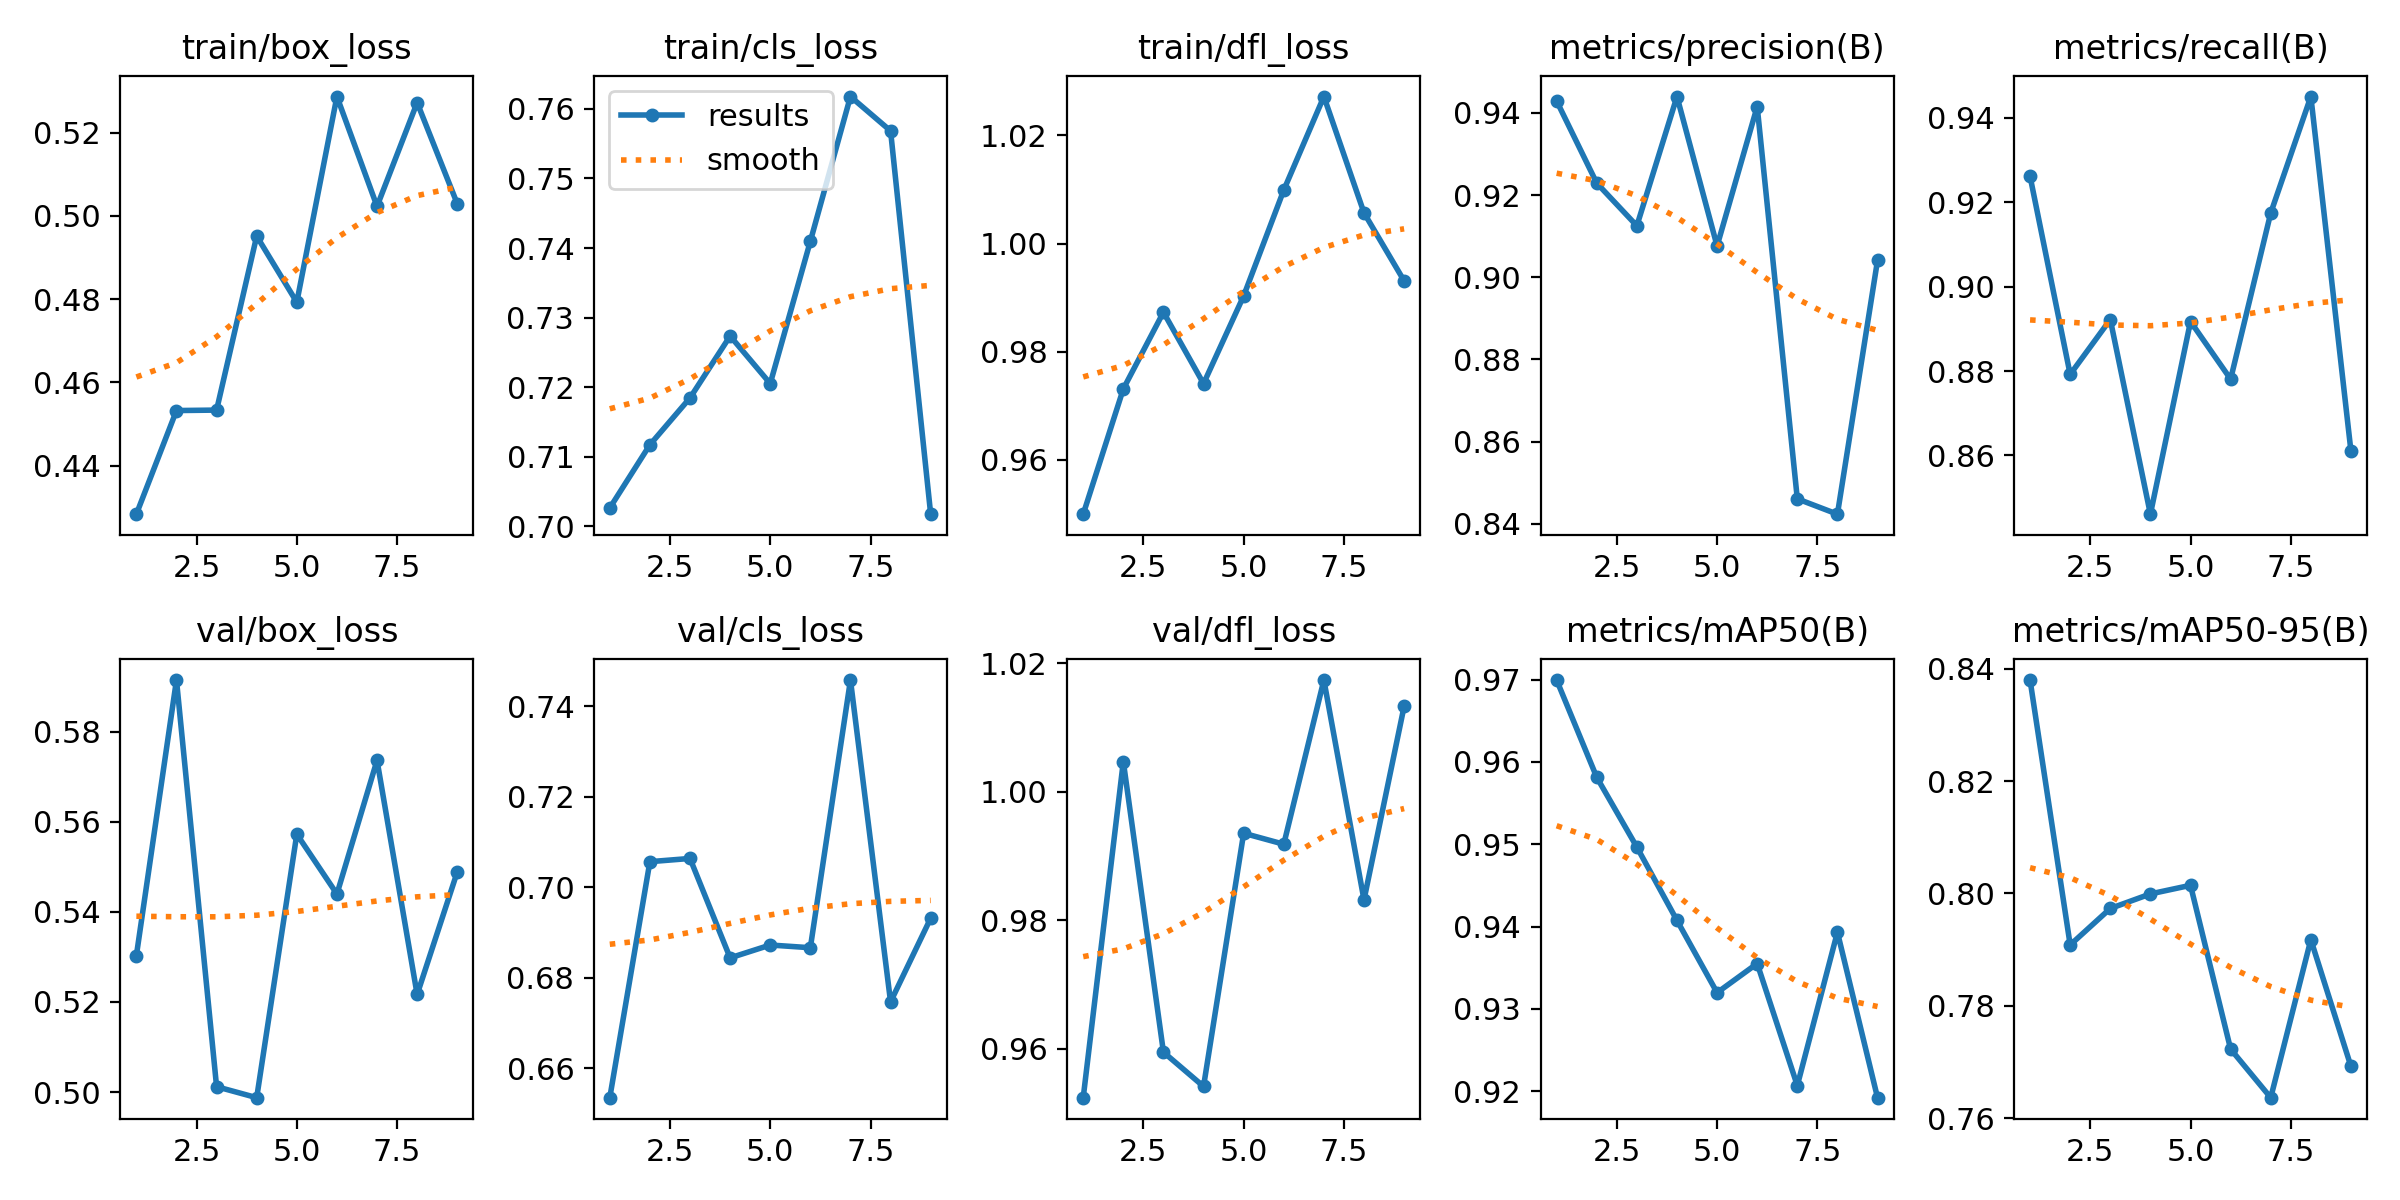 train/box_loss
train/cls_loss
train/dfl_loss
metrics/precision(B)
metrics/recall(B)
0.52
0.50
0.48
0.46
0.44
2.5 5.0 7.5
results
smooth
0.76
0.75
0.74
0.73
0.72
0.71
0.70
2.5 5.0 7.5
1.02
1.00
0.98
0.96
2.5 5.0 7.5
0.94
0.92
0.90
0.88
0.86
0.84
2.5 5.0 7.5
0.94
0.92
0.90
0.88
0.86
2.5 5.0 7.5
val/box_loss
val/cls_loss
val/dfl_loss
metrics/mAP50(B)
metrics/mAP50-95(B)
0.58
0.56
0.54
0.52
0.50
2.5 5.0 7.5
0.74
0.72
0.70
0.68
0.66
2.5 5.0 7.5
1.02
1.00
0.98
0.96
2.5 5.0 7.5
0.97
0.96
0.95
0.94
0.93
0.92
2.5 5.0 7.5
0.84
0.82
0.80
0.78
0.76
2.5 5.0 7.5